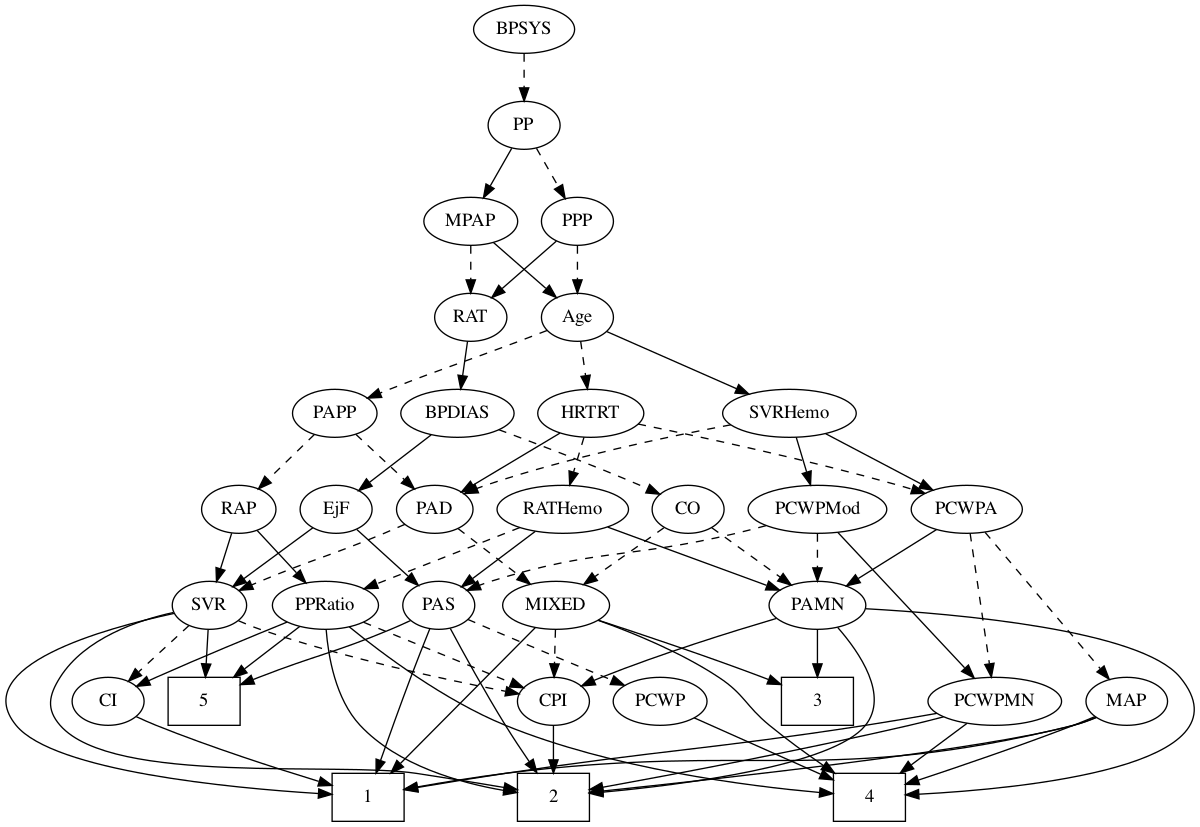 BPSYS
PP
MPAP
PPP
RAT
Age
PAPP
BPDIAS
HRTRT
SVRHemo
RAP
EjF
PAD
RATHemo
CO
PCWPMod
PCWPA
SVR
PPRatio
PAS
MIXED
PAMN
CI
5
CPI
PCWP
3
PCWPMN
MAP
1
2
4